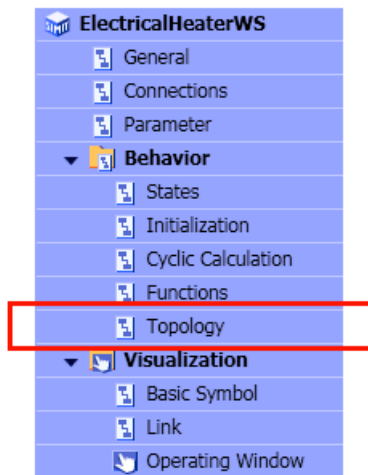 ElectricalHeaterWS
General
Connections
Parameter
Behavior
States
Initialization
Cyclic Calculation
Functions
Topology
Visualization
Basic Symbol
Link
Operating Window